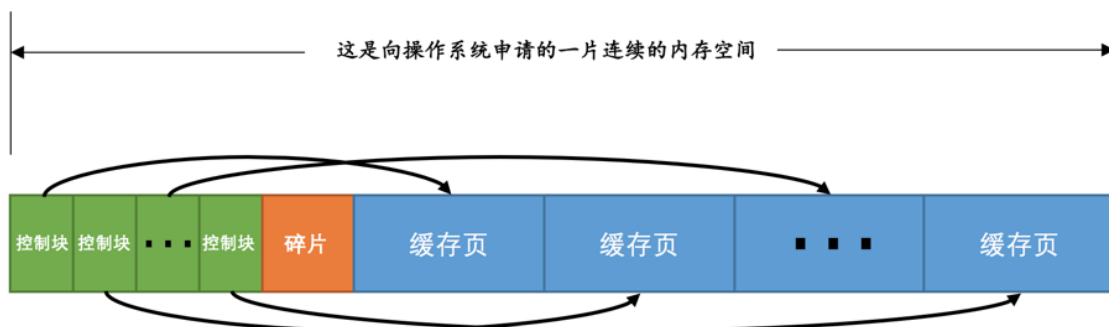 这是向操作系统申请的一片连续的内存空间
控制块 控制块 ··· 控制块 碎片 缓存页 缓存页 ··· 缓存页